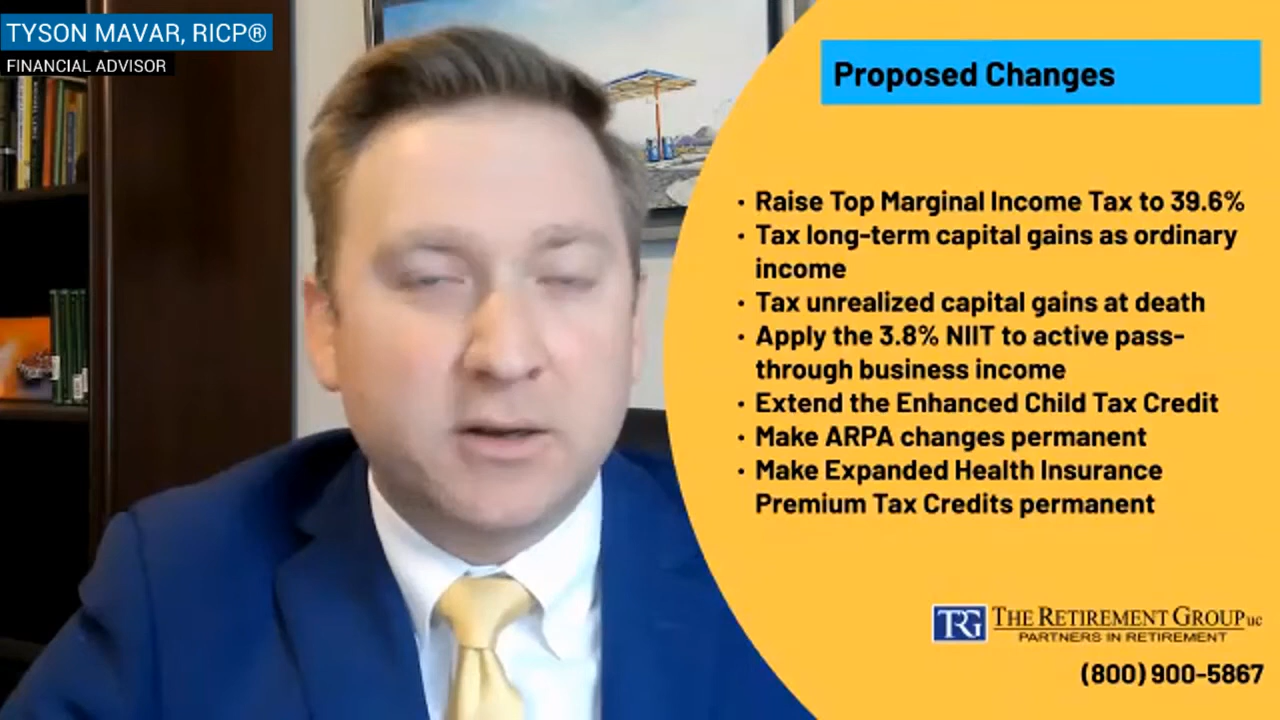 TYSON MAVAR, RICP®
FINANCIAL ADVISOR
Proposed Changes
• Raise Top Marginal Income Tax to 39.6%
• Tax long-term capital gains as ordinary
income
• Tax unrealized capital gains at death
• Apply the 3.8% NIIT to active pass-
through business income
• Extend the Enhanced Child Tax Credit
• Make ARPA changes permanent
• Make Expanded Health Insurance
Premium Tax Credits permanent
TRG THE RETIREMENT GROUP LLC
PARTNERS IN RETIREMENT
(800) 900-5867